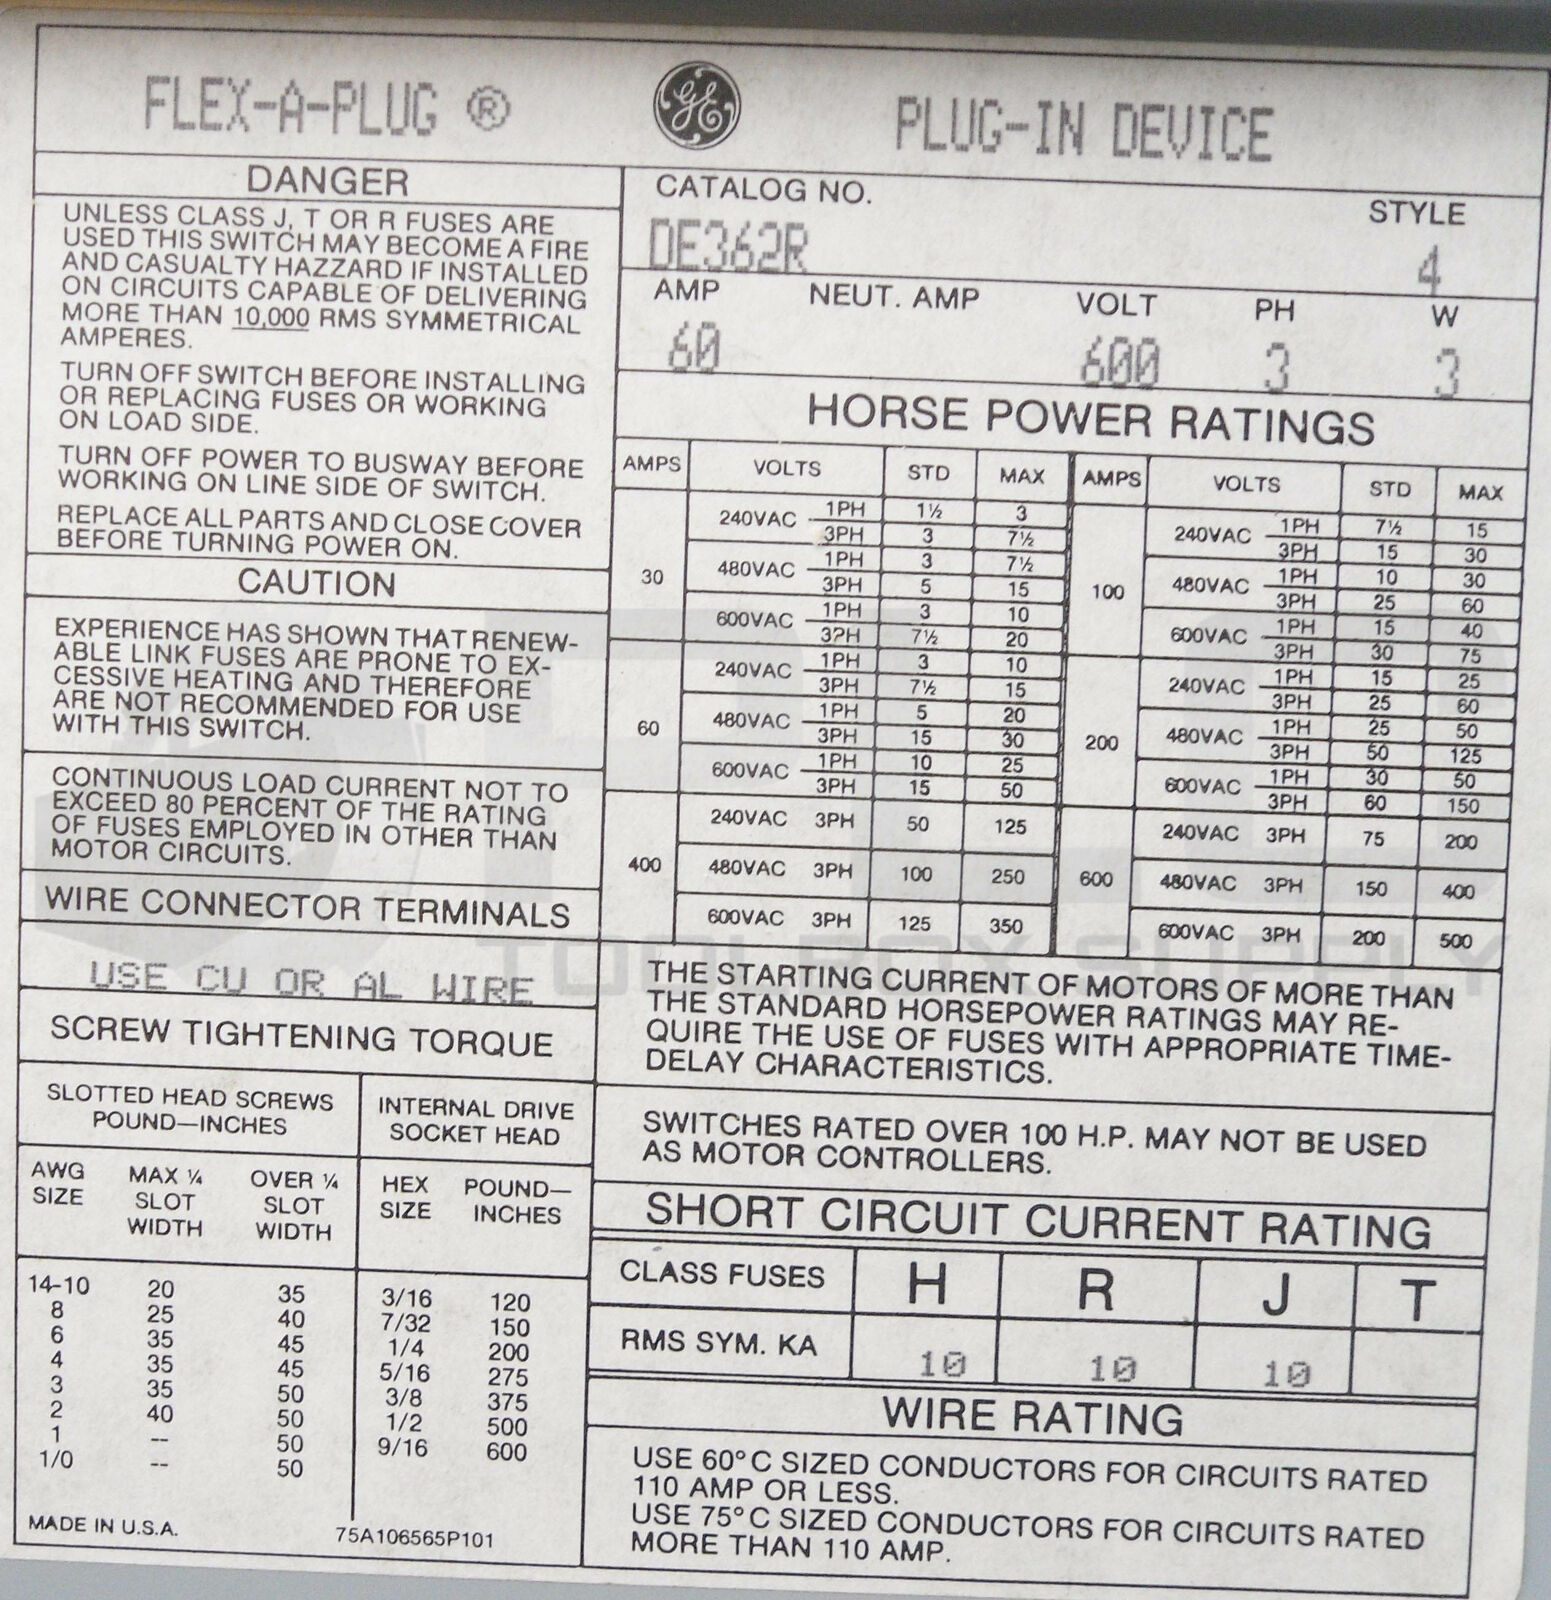 FLEX-A-PLUG ®
GE
PLUG-IN DEVICE
DANGER
UNLESS CLASS J, T OR R FUSES ARE
USED THIS SWITCH MAY BECOME A FIRE
AND CASUALTY HAZZARD IF INSTALLED
ON CIRCUITS CAPABLE OF DELIVERING
MORE THAN 10,000 RMS SYMMETRICAL
AMPERES.
TURN OFF SWITCH BEFORE INSTALLING
OR REPLACING FUSES OR WORKING
ON LOAD SIDE.
TURN OFF POWER TO BUSWAY BEFORE
WORKING ON LINE SIDE OF SWITCH.
REPLACE ALL PARTS AND CLOSE COVER
BEFORE TURNING POWER ON.
CAUTION
EXPERIENCE HAS SHOWN THAT RENEW-
ABLE LINK FUSES ARE PRONE TO EX-
CESSIVE HEATING AND THEREFORE
ARE NOT RECOMMENDED FOR USE
WITH THIS SWITCH.
CONTINUOUS LOAD CURRENT NOT TO
EXCEED 80 PERCENT OF THE RATING
OF FUSES EMPLOYED IN OTHER THAN
MOTOR CIRCUITS.
WIRE CONNECTOR TERMINALS
USE CU OR AL WIRE
SCREW TIGHTENING TORQUE
SLOTTED HEAD SCREWS
POUND—INCHES
INTERNAL DRIVE
SOCKET HEAD
AWG SIZE MAX ¼ SLOT WIDTH OVER ¼ SLOT WIDTH HEX SIZE POUND—INCHES
14-10 20 35 3/16 120
8 25 40 7/32 150
6 35 45 1/4 200
4 35 45 5/16 275
3 35 50 3/8 375
2 40 50 1/2 500
1 -- 50 9/16 600
1/0 -- 50
MADE IN U.S.A. 75A106565P101
CATALOG NO. STYLE
DE362R 4
AMP NEUT. AMP VOLT PH W
60 600 3 3
HORSE POWER RATINGS
AMPS VOLTS STD MAX AMPS VOLTS STD MAX
30 240VAC 1PH 1½ 3 100 240VAC 1PH 7½ 15
3PH 3 7½ 3PH 15 30
480VAC 1PH 3 7½ 480VAC 1PH 10 30
3PH 5 15 3PH 25 60
600VAC 1PH 3 10 600VAC 1PH 15 40
3PH 7½ 20 3PH 30 75
60 240VAC 1PH 3 10 200 240VAC 1PH 15 25
3PH 7½ 15 3PH 25 60
480VAC 1PH 5 20 480VAC 1PH 25 50
3PH 15 30 3PH 50 125
600VAC 1PH 10 25 600VAC 1PH 30 50
3PH 15 50 3PH 60 150
400 240VAC 3PH 50 125 600 240VAC 3PH 75 200
480VAC 3PH 100 250 480VAC 3PH 150 400
600VAC 3PH 125 350 600VAC 3PH 200 500
TOOLBOX SUPPLY
THE STARTING CURRENT OF MOTORS OF MORE THAN
THE STANDARD HORSEPOWER RATINGS MAY RE-
QUIRE THE USE OF FUSES WITH APPROPRIATE TIME-
DELAY CHARACTERISTICS.
SWITCHES RATED OVER 100 H.P. MAY NOT BE USED
AS MOTOR CONTROLLERS.
SHORT CIRCUIT CURRENT RATING
CLASS FUSES H R J T
RMS SYM. KA 10 10 10
WIRE RATING
USE 60°C SIZED CONDUCTORS FOR CIRCUITS RATED
110 AMP OR LESS.
USE 75°C SIZED CONDUCTORS FOR CIRCUITS RATED
MORE THAN 110 AMP.